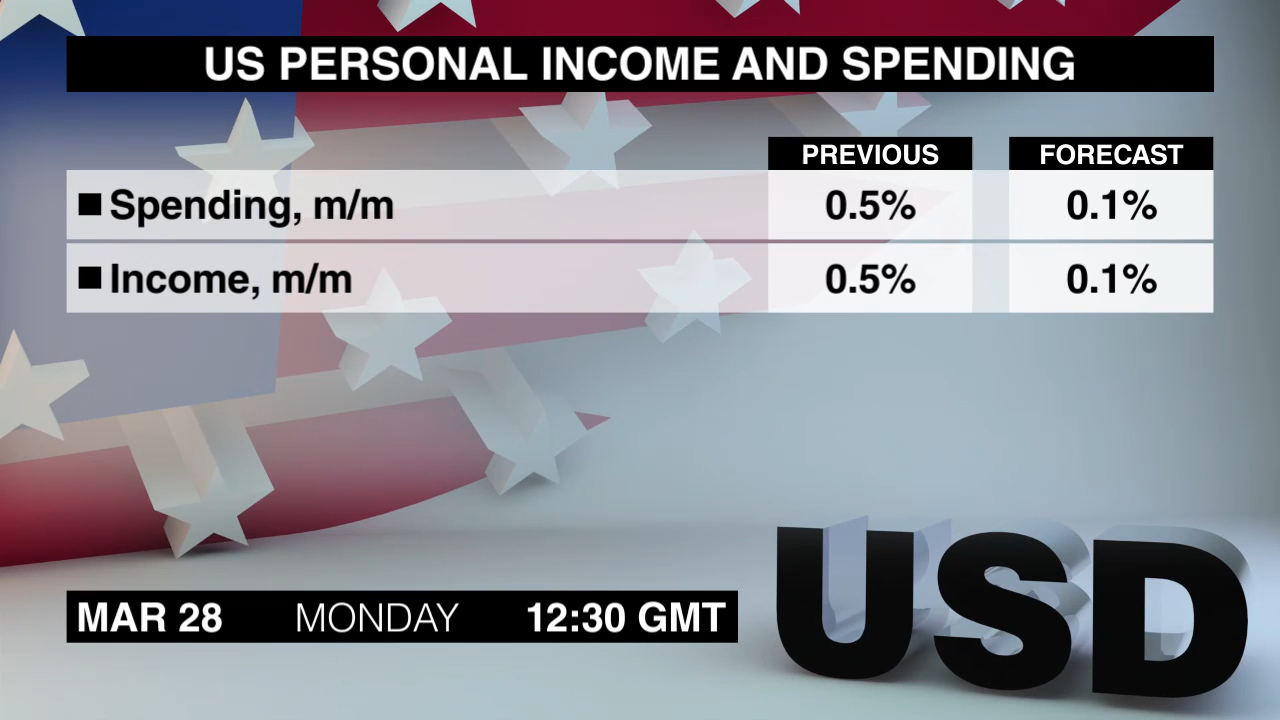 US PERSONAL INCOME AND SPENDING
PREVIOUS FORECAST
Spending, m/m 0.5% 0.1%
Income, m/m 0.5% 0.1%
MAR 28 MONDAY 12:30 GMT
USD